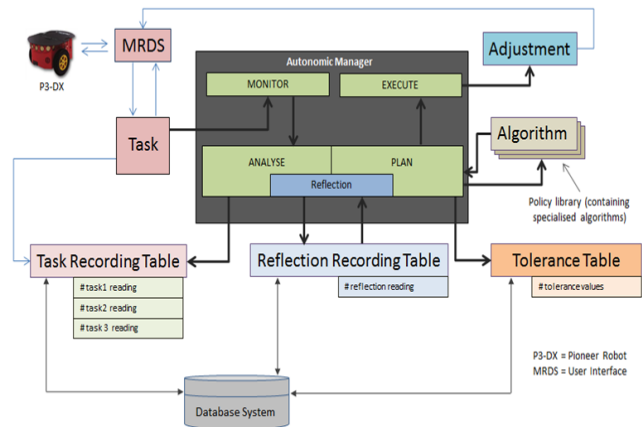 MRDS
P3-DX
Autonomic Manager
Adjustment
MONITOR
EXECUTE
Task
Algorithm
ANALYSE
PLAN
Reflection
Policy library (containing
specialised algorithms)
Task Recording Table
# task1 reading
# task2 reading
# task 3 reading
Reflection Recording Table
# reflection reading
Tolerance Table
# tolerance values
P3-DX = Pioneer Robot
MRDS = User Interface
Database System